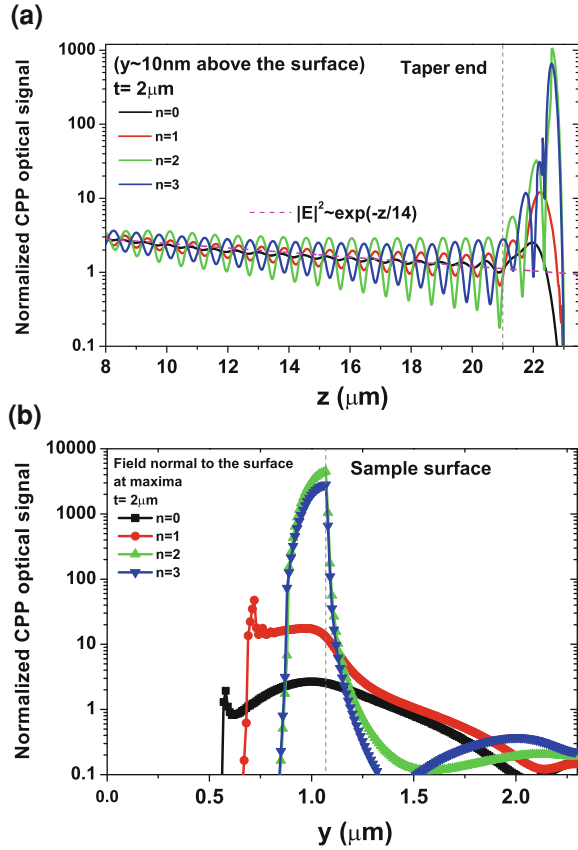 (a)
Normalized CPP optical signal
1000
100
10
1
0.1
(y~10nm above the surface)
t= 2μm
n=0
n=1
n=2
n=3
Taper end
|E|²~exp(-z/14)
8 10 12 14 16 18 20 22
z (μm)
(b)
Normalized CPP optical signal
10000
1000
100
10
1
0.1
Field normal to the surface
at maxima
t= 2μm
n=0
n=1
n=2
n=3
Sample surface
0.0 0.5 1.0 1.5 2.0
y (μm)